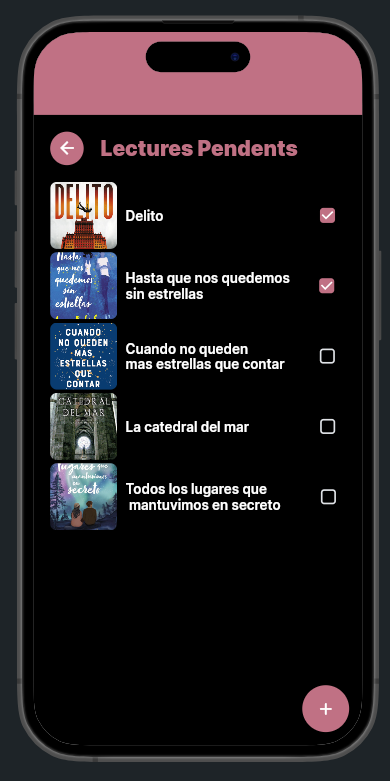 Lectures Pendents
DELITO
Delito
Hasta
que nos
quedemos
sin
estrellas
Hasta que nos quedemos
sin estrellas
CUANDO
NO QUEDEN
MÁS
ESTRELLAS
QUE
CONTAR
Cuando no queden
mas estrellas que contar
CATEDRAL
DEL MAR
La catedral del mar
lugares que
mantuvimos
en
secreto
Todos los lugares que
mantuvimos en secreto